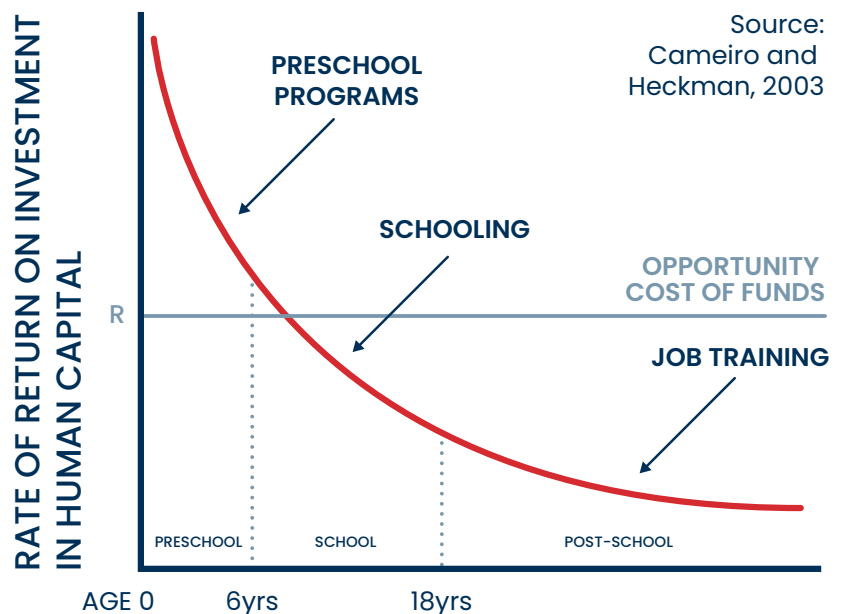 RATE OF RETURN ON INVESTMENT
IN HUMAN CAPITAL
Source:
Cameiro and
Heckman, 2003
PRESCHOOL
PROGRAMS
SCHOOLING
OPPORTUNITY
COST OF FUNDS
R
JOB TRAINING
PRESCHOOL
SCHOOL
POST-SCHOOL
AGE 0
6yrs
18yrs